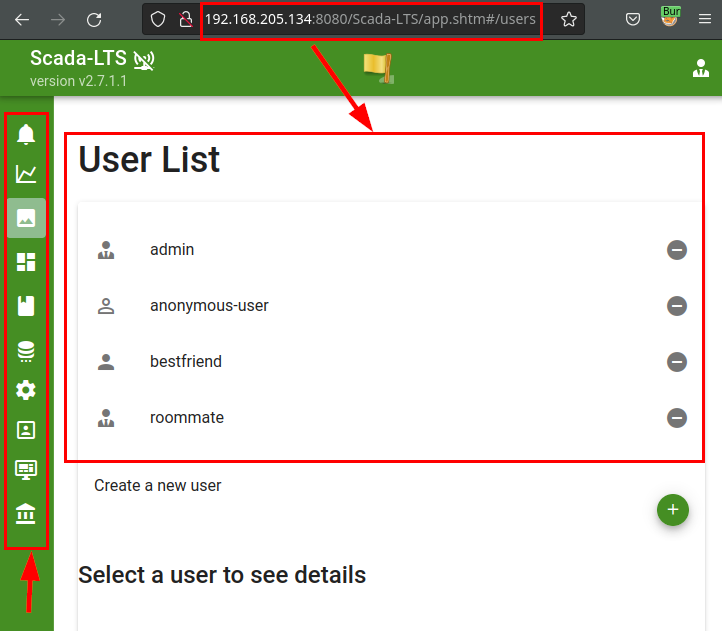 192.168.205.134:8080/Scada-LTS/app.shtm#/users
Bur
Scada-LTS
version v2.7.1.1
User List
admin
anonymous-user
bestfriend
roommate
Create a new user
Select a user to see details